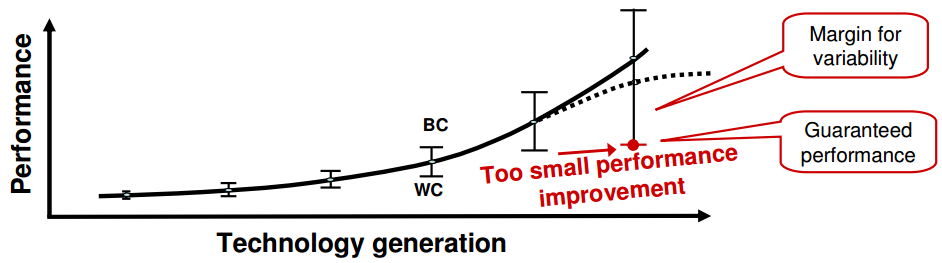 Performance
BC
WC
Too small performance
improvement
Margin for
variability
Guaranteed
performance
Technology generation